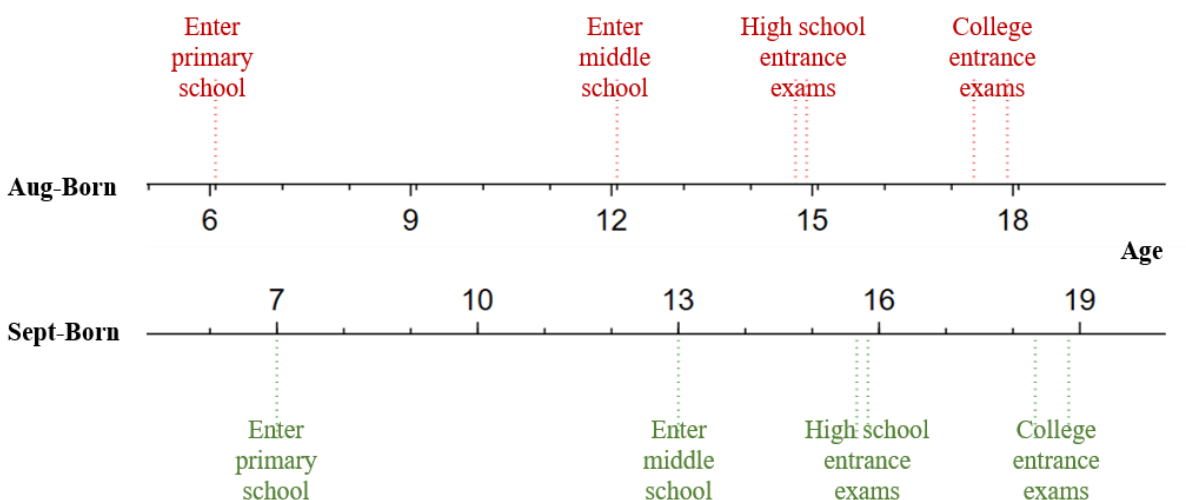 Enter
primary
school
Enter
middle
school
High school
entrance
exams
College
entrance
exams
Aug-Born
6 9 12 15 18
Age
7 10 13 16 19
Sept-Born
Enter
primary
school
Enter
middle
school
High school
entrance
exams
College
entrance
exams